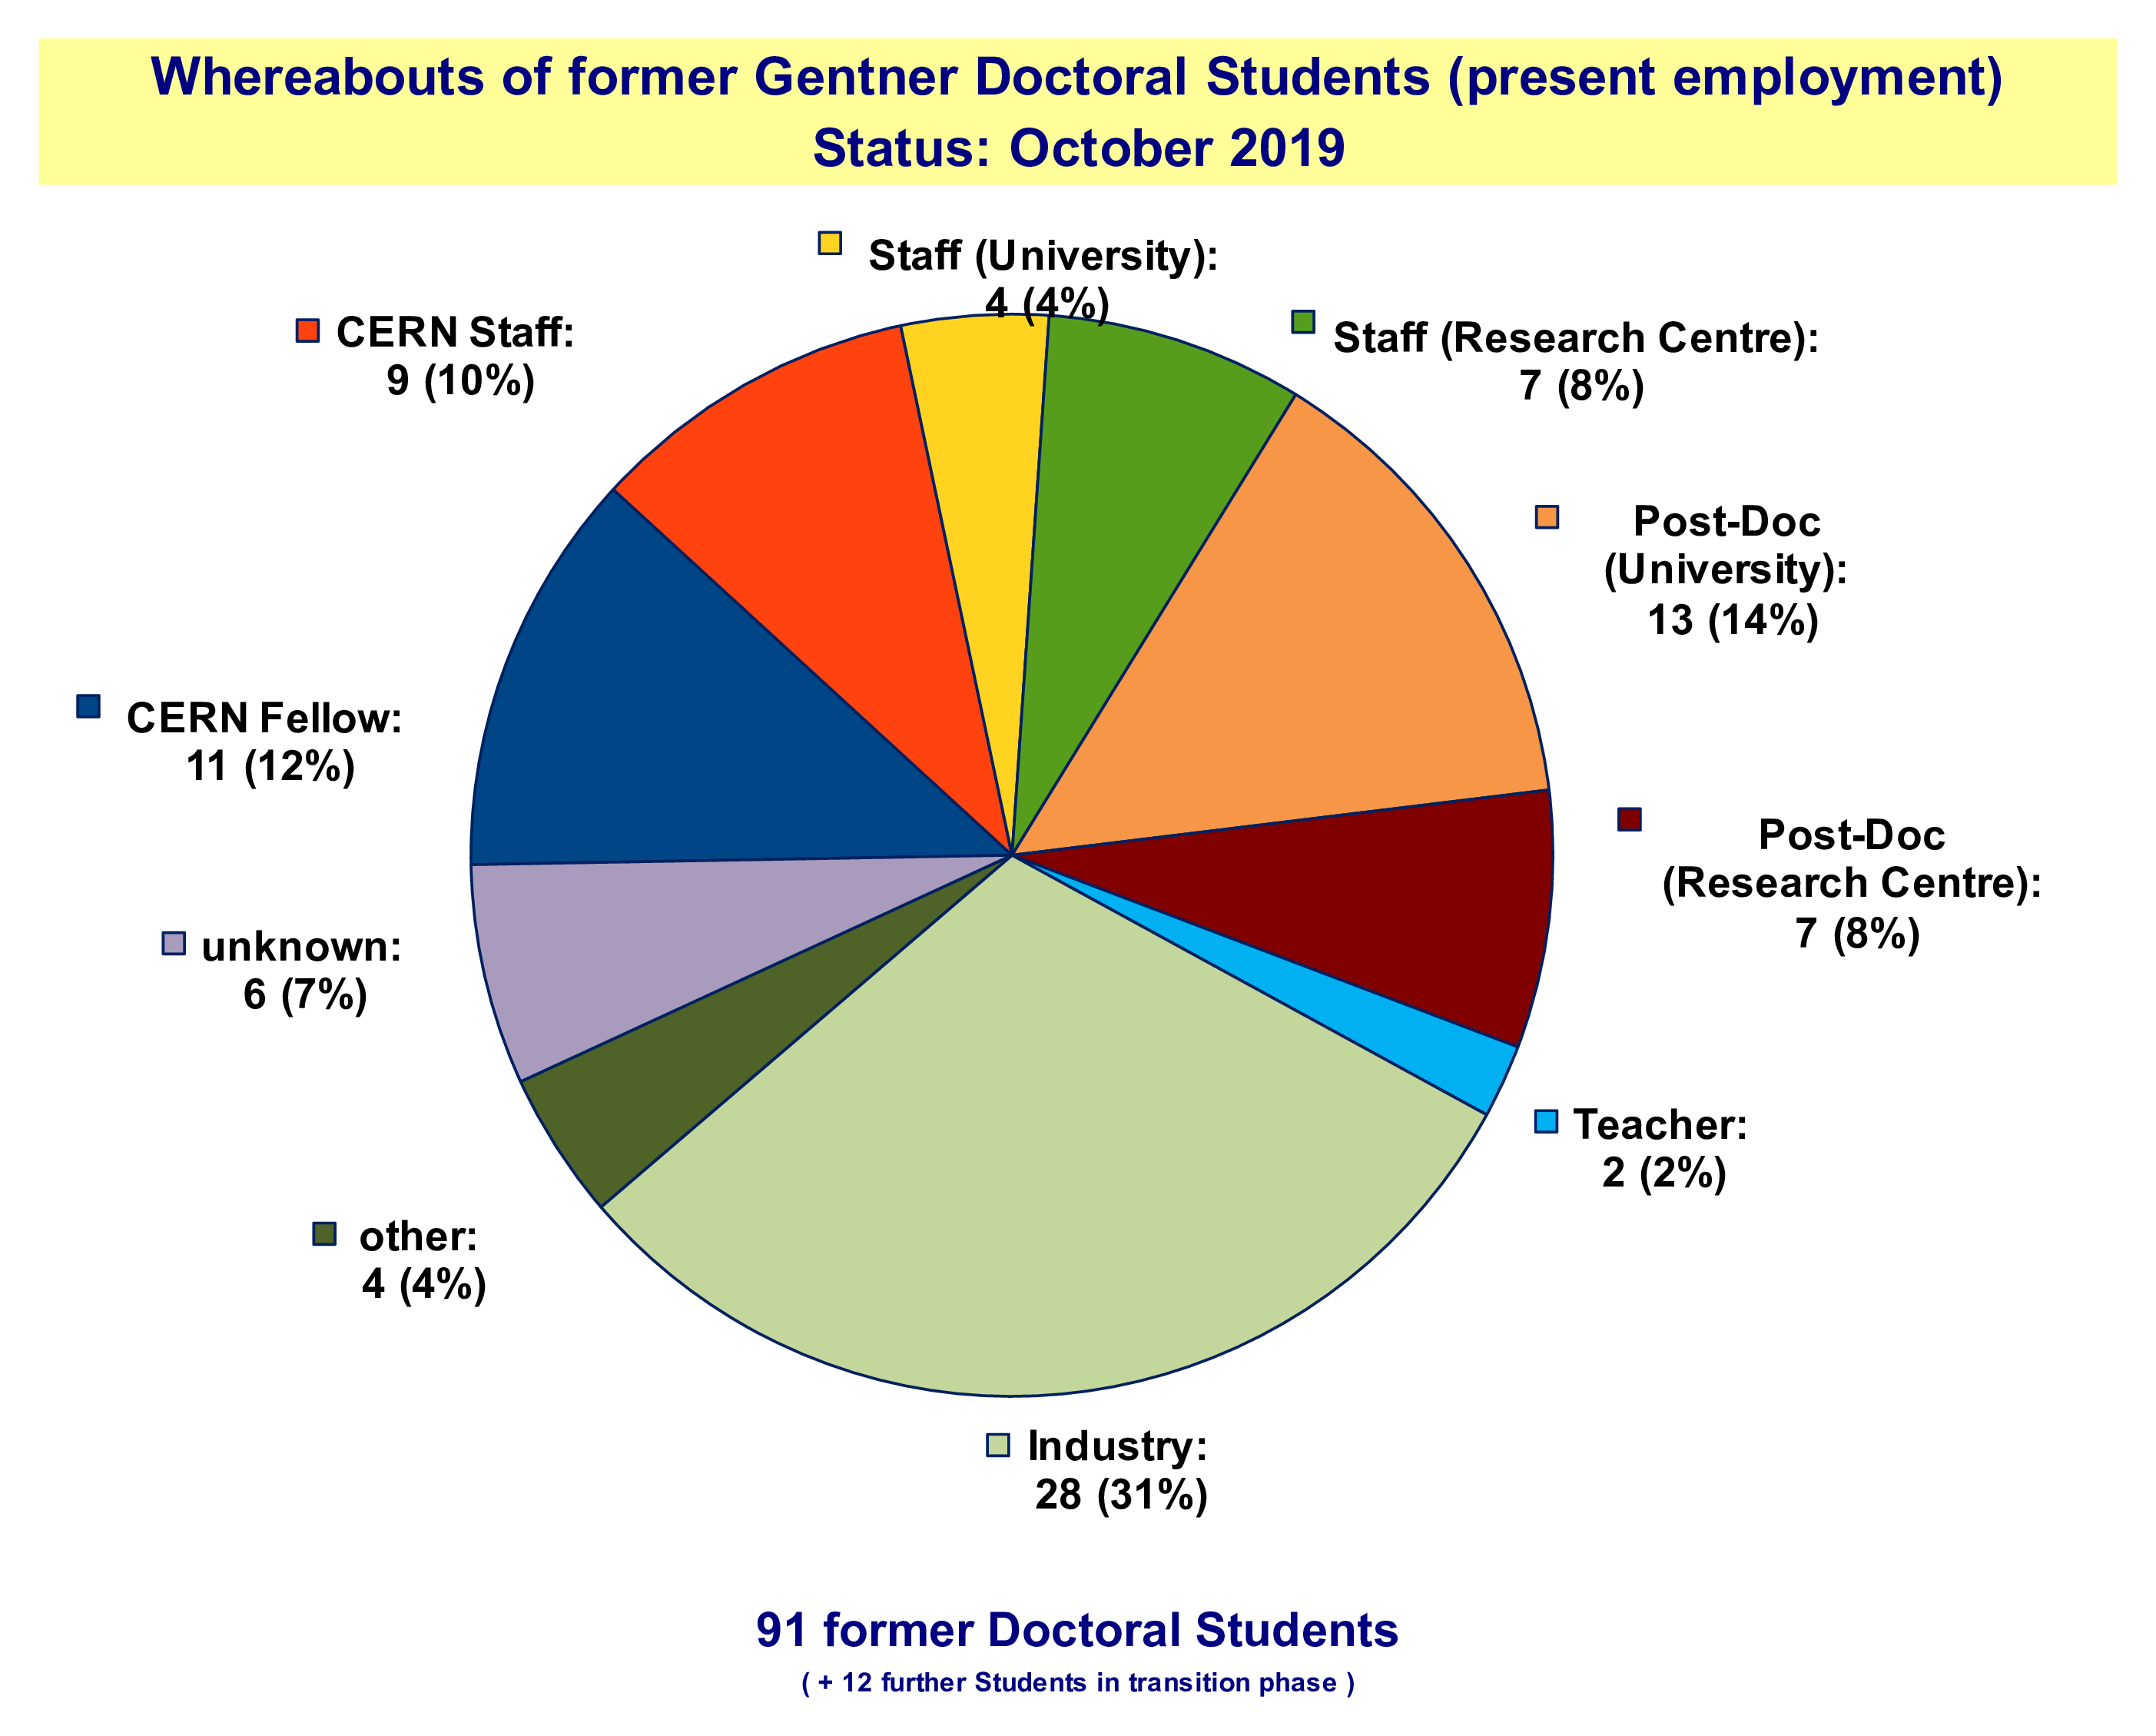 Whereabouts of former Gentner Doctoral Students (present employment)
Status: October 2019
Staff (University):
4 (4%)
CERN Staff:
9 (10%)
Staff (Research Centre):
7 (8%)
Post-Doc
(University):
13 (14%)
CERN Fellow:
11 (12%)
Post-Doc
(Research Centre):
7 (8%)
unknown:
6 (7%)
Teacher:
2 (2%)
other:
4 (4%)
Industry:
28 (31%)
91 former Doctoral Students
( + 12 further Students in transition phase )